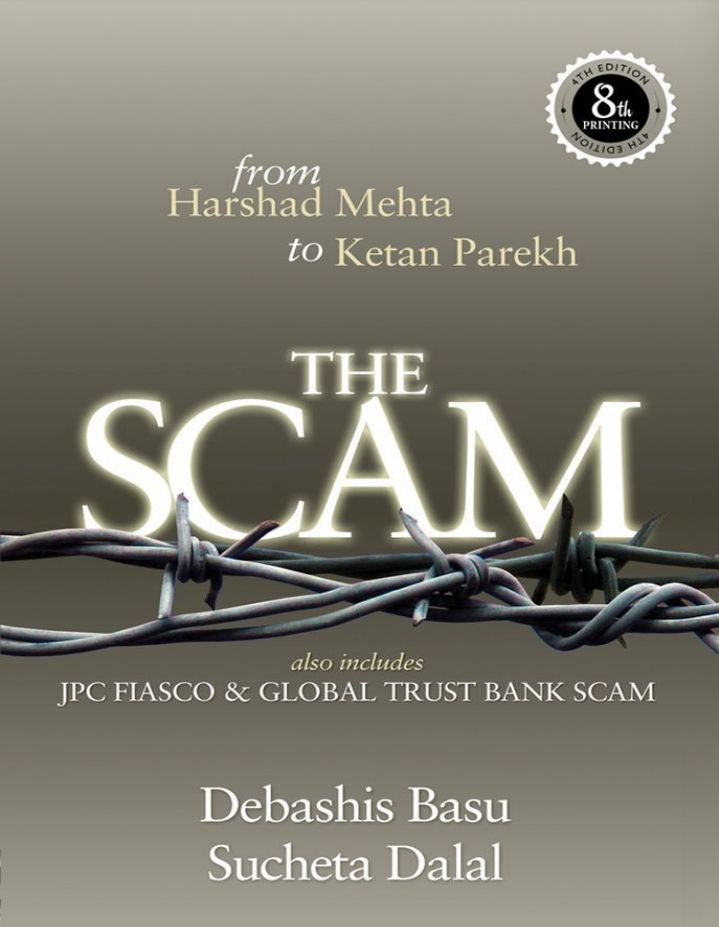 4TH EDITION
8th
PRINTING
4TH EDITION
from
Harshad Mehta
to Ketan Parekh
THE
SCAM
also includes
JPC FIASCO & GLOBAL TRUST BANK SCAM
Debashis Basu
Sucheta Dalal